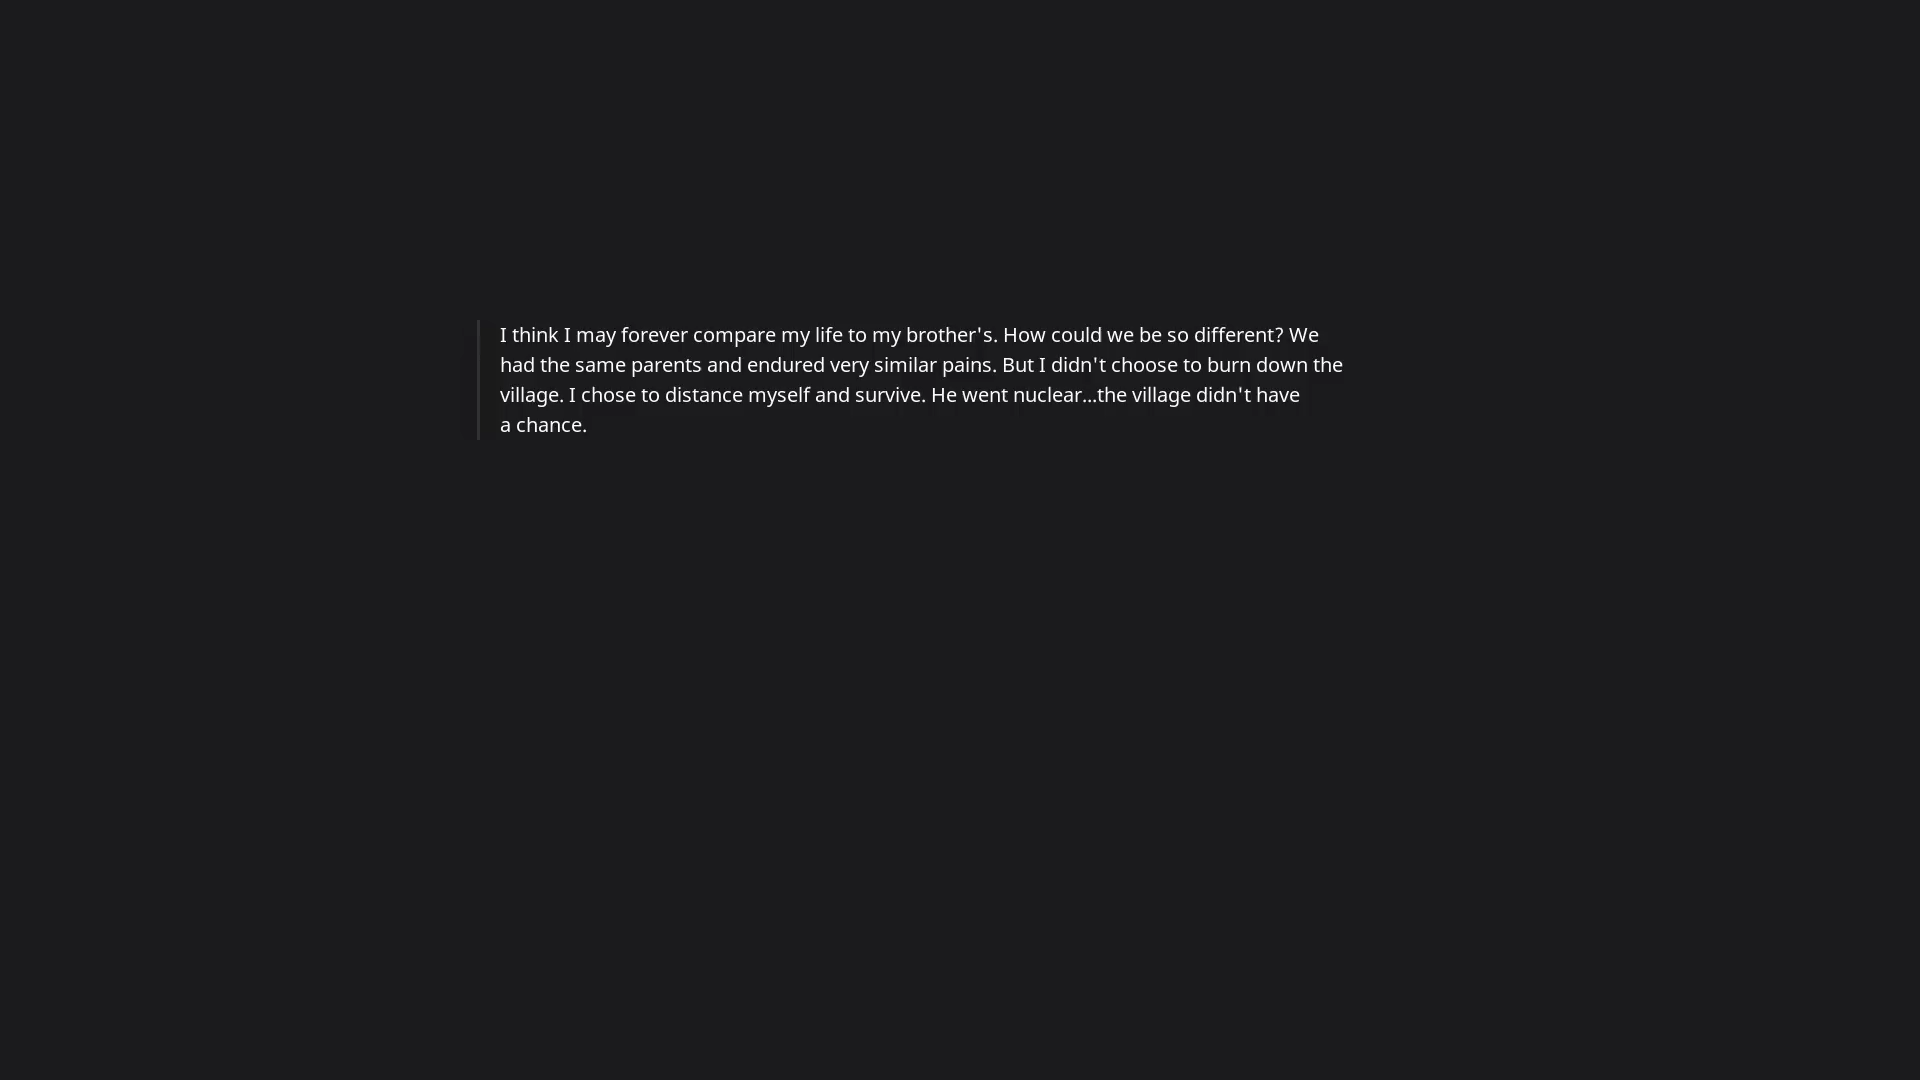 I think I may forever compare my life to my brother's. How could we be so different? We
had the same parents and endured very similar pains. But I didn't choose to burn down the
village. I chose to distance myself and survive. He went nuclear...the village didn't have
a chance.